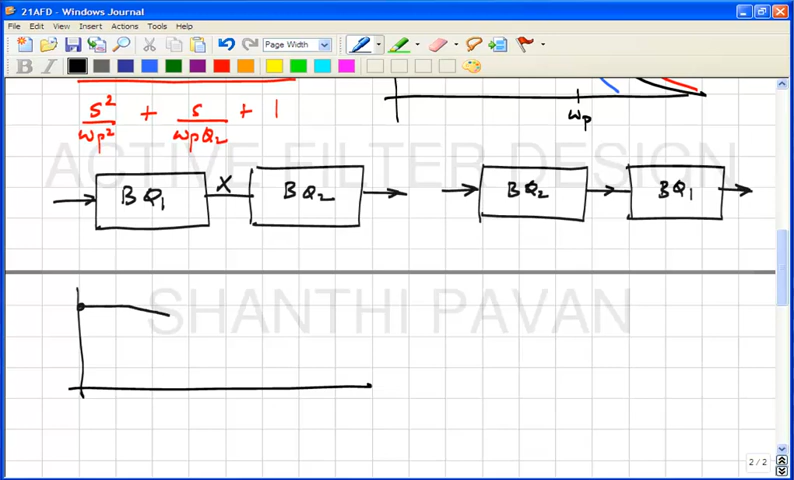 21AFD - Windows Journal
File Edit View Insert Actions Tools Help
Page Width
B I
s²/ωp² + s/ωpQ₂ + 1
ωp
ACTIVE FILTER DESIGN
BQ₁ X BQ₂ BQ₂ BQ₁
SHANTHI PAVAN
2 / 2